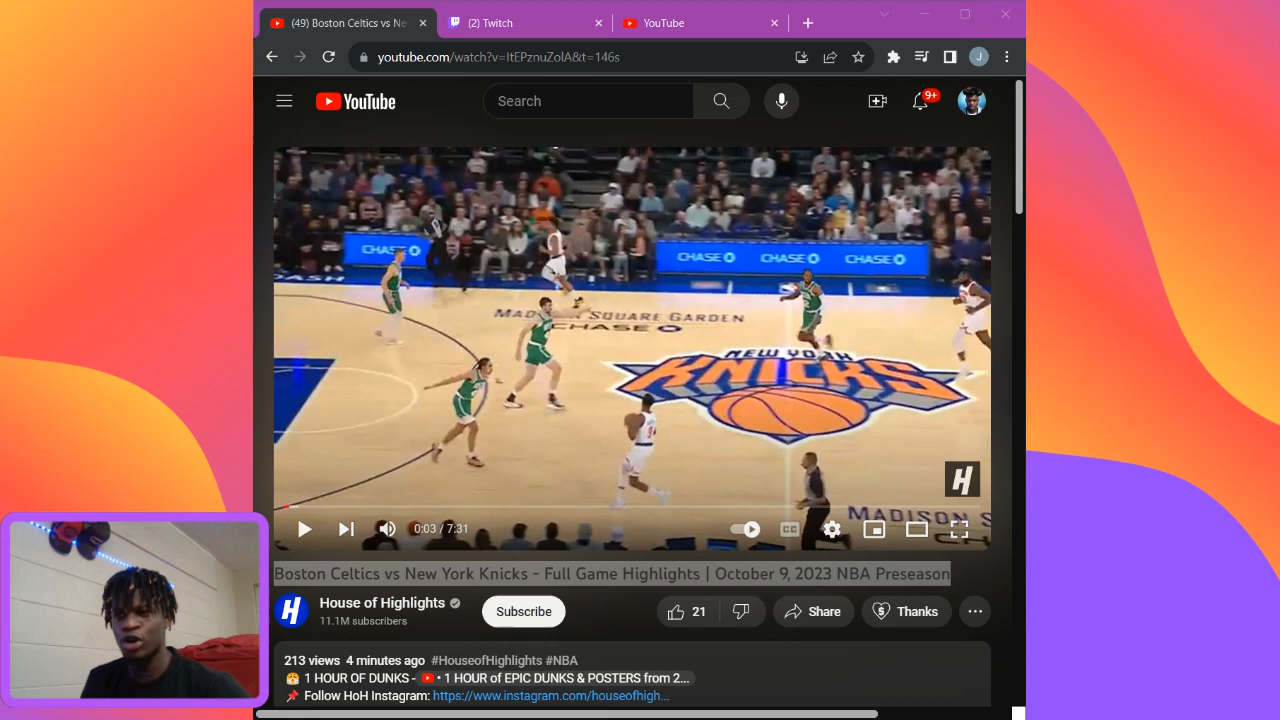 (49) Boston Celtics vs Ne
(2) Twitch
YouTube
youtube.com/watch?v=ItEPznuZolA&t=146s
J
YouTube
Search
9+
CHASE
CHASE CHASE CHASE
MADISON SQUARE GARDEN
CHASE
NEW YORK
KNICKS
H
MADISON S
0:03 / 7:31
CC
Boston Celtics vs New York Knicks - Full Game Highlights | October 9, 2023 NBA Preseason
H
House of Highlights
11.1M subscribers
Subscribe
21
Share
Thanks
213 views 4 minutes ago #HouseofHighlights #NBA
1 HOUR OF DUNKS - • 1 HOUR of EPIC DUNKS & POSTERS from 2...
Follow HoH Instagram: https://www.instagram.com/houseofhigh...